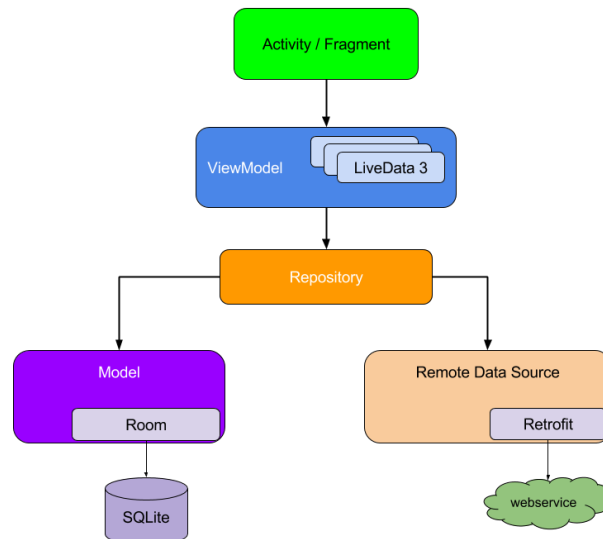 Activity / Fragment
ViewModel
LiveData 3
Repository
Model
Remote Data Source
Room
Retrofit
SQLite
webservice